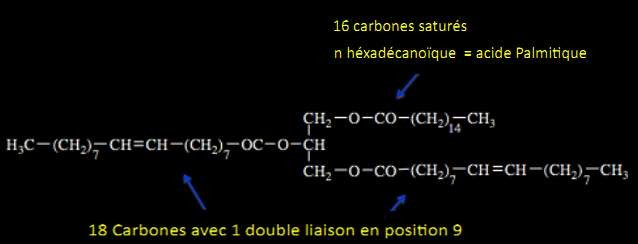 16 carbones saturés
n héxadécanoïque = acide Palmitique
CH₂–O–CO–(CH₂)₁₄–CH₃
H₃C–(CH₂)₇–CH=CH–(CH₂)₇–OC–O–CH
CH₂–O–CO–(CH₂)₇–CH=CH–(CH₂)₇–CH₃
18 Carbones avec 1 double liaison en position 9